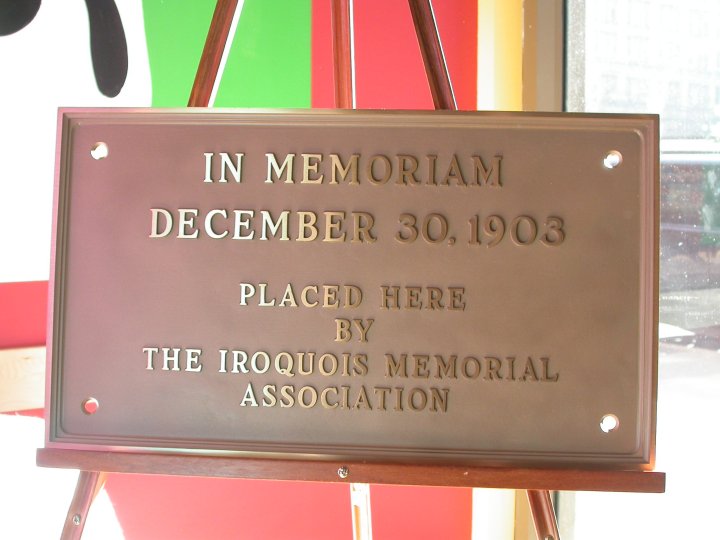 IN MEMORIAM
DECEMBER 30, 1903
PLACED HERE
BY
THE IROQUOIS MEMORIAL
ASSOCIATION